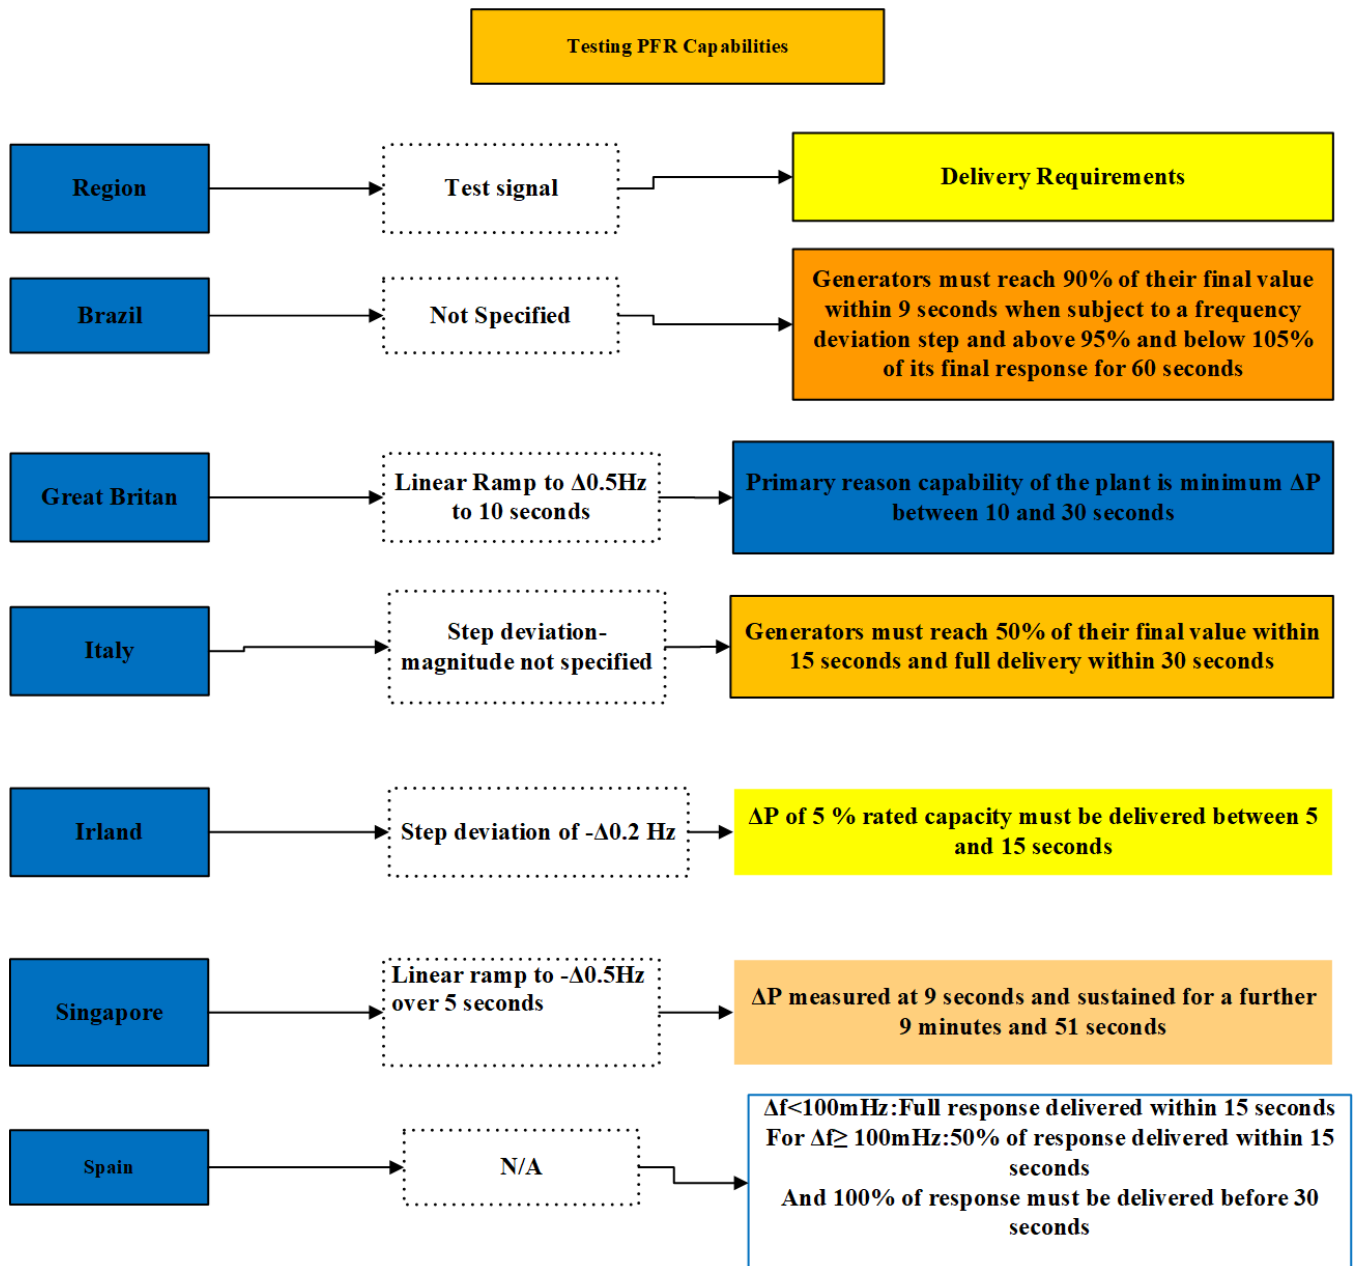 Testing PFR Capabilities
Region
Test signal
Delivery Requirements
Brazil
Not Specified
Generators must reach 90% of their final value
within 9 seconds when subject to a frequency
deviation step and above 95% and below 105%
of its final response for 60 seconds
Great Britan
Linear Ramp to Δ0.5Hz
to 10 seconds
Primary reason capability of the plant is minimum ΔP
between 10 and 30 seconds
Italy
Step deviation-
magnitude not specified
Generators must reach 50% of their final value within
15 seconds and full delivery within 30 seconds
Irland
Step deviation of -Δ0.2 Hz
ΔP of 5 % rated capacity must be delivered between 5
and 15 seconds
Singapore
Linear ramp to -Δ0.5Hz
over 5 seconds
ΔP measured at 9 seconds and sustained for a further
9 minutes and 51 seconds
Spain
N/A
Δf<100mHz:Full response delivered within 15 seconds
For Δf≥ 100mHz:50% of response delivered within 15
seconds
And 100% of response must be delivered before 30
seconds